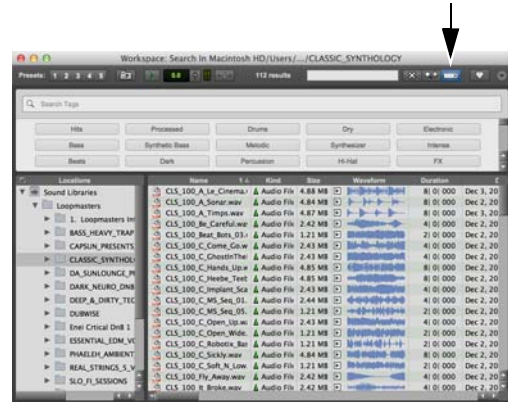 Workspace: Search In Macintosh HD/Users/.../CLASSIC_SYNTHOLOGY
Presets: 1 2 3 4 5 0.0 112 results
Search Tags
Hits Processed Drums Dry Electronic
Bass Synthetic Bass Melodic Synthesizer Intense
Beats Dark Percussion Hi-Hat FX
Locations Name Kind Size Waveform Duration
Sound Libraries CLS_100_A_Le_Cinema. Audio File 4.88 MB 8| 0| 000 Dec 3, 20
Loopmasters CLS_100_A_Sonar.wav Audio File 4.84 MB 8| 0| 000 Dec 2, 20
1. Loopmasters Int CLS_100_A_Timps.wav Audio File 4.87 MB 8| 0| 000 Dec 3, 20
BASS_HEAVY_TRAP CLS_100_Be_Careful.wav Audio File 2.42 MB 4| 0| 000 Dec 2, 20
CAPSUN_PRESENTS CLS_100_Beat_Bots_03. Audio File 1.21 MB 2| 0| 000 Dec 2, 20
CLASSIC_SYNTHOL CLS_100_C_Come_Go.w Audio File 2.43 MB 4| 0| 000 Dec 2, 20
DA_SUNLOUNGE_P CLS_100_C_GhostInThe Audio File 2.43 MB 4| 0| 000 Dec 2, 20
DARK_NEURO_DNB CLS_100_C_Hands_Up.w Audio File 4.85 MB 8| 0| 000 Dec 2, 20
DEEP_&_DIRTY_TEC CLS_100_C_Heebe_Teet Audio File 4.85 MB 8| 0| 000 Dec 2, 20
DUBWISE CLS_100_C_Implant_Sca Audio File 2.43 MB 4| 0| 000 Dec 2, 20
Enei Critical DnB 1 CLS_100_C_MS_Seq_01. Audio File 2.44 MB 4| 0| 000 Dec 2, 20
ESSENTIAL_EDM_VO CLS_100_C_MS_Seq_05. Audio File 1.21 MB 2| 0| 000 Dec 2, 20
PHAELEH_AMBIENT CLS_100_C_Open_Up.wa Audio File 2.43 MB 4| 0| 000 Dec 2, 20
REAL_STRINGS_S_V CLS_100_C_Open_Wide. Audio File 1.21 MB 2| 0| 000 Dec 2, 20
SLO_FI_SESSIONS CLS_100_C_Robotix_Bas Audio File 1.21 MB 2| 0| 000 Dec 2, 20
CLS_100_C_Sickly.wav Audio File 4.84 MB 8| 0| 000 Dec 2, 20
CLS_100_C_Soft_N_Low. Audio File 1.21 MB 2| 0| 000 Dec 2, 20
CLS_100_Fly_Away.wav Audio File 2.42 MB 4| 0| 000 Dec 2, 20
CLS_100_It_Broke.wav Audio File 2.42 MB 4| 0| 000 Dec 2, 20